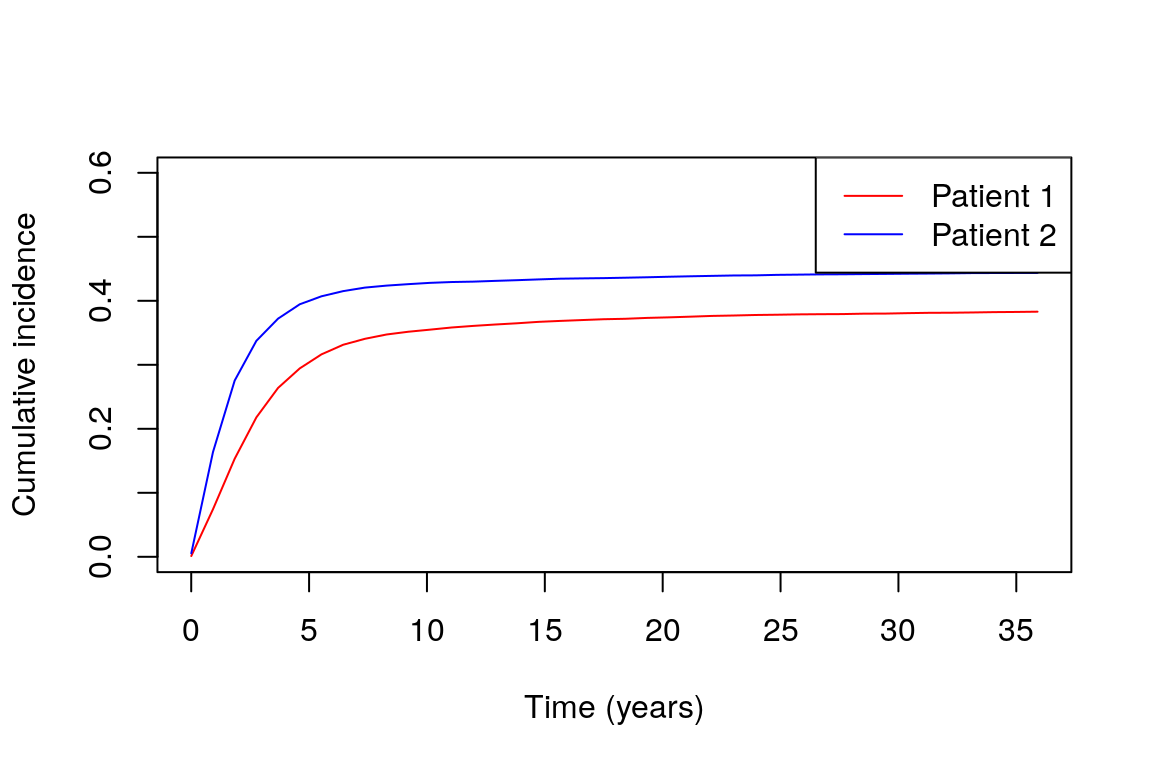 Cumulative incidence
0.6
0.4
0.2
0.0
Patient 1
Patient 2
0 5 10 15 20 25 30 35
Time (years)